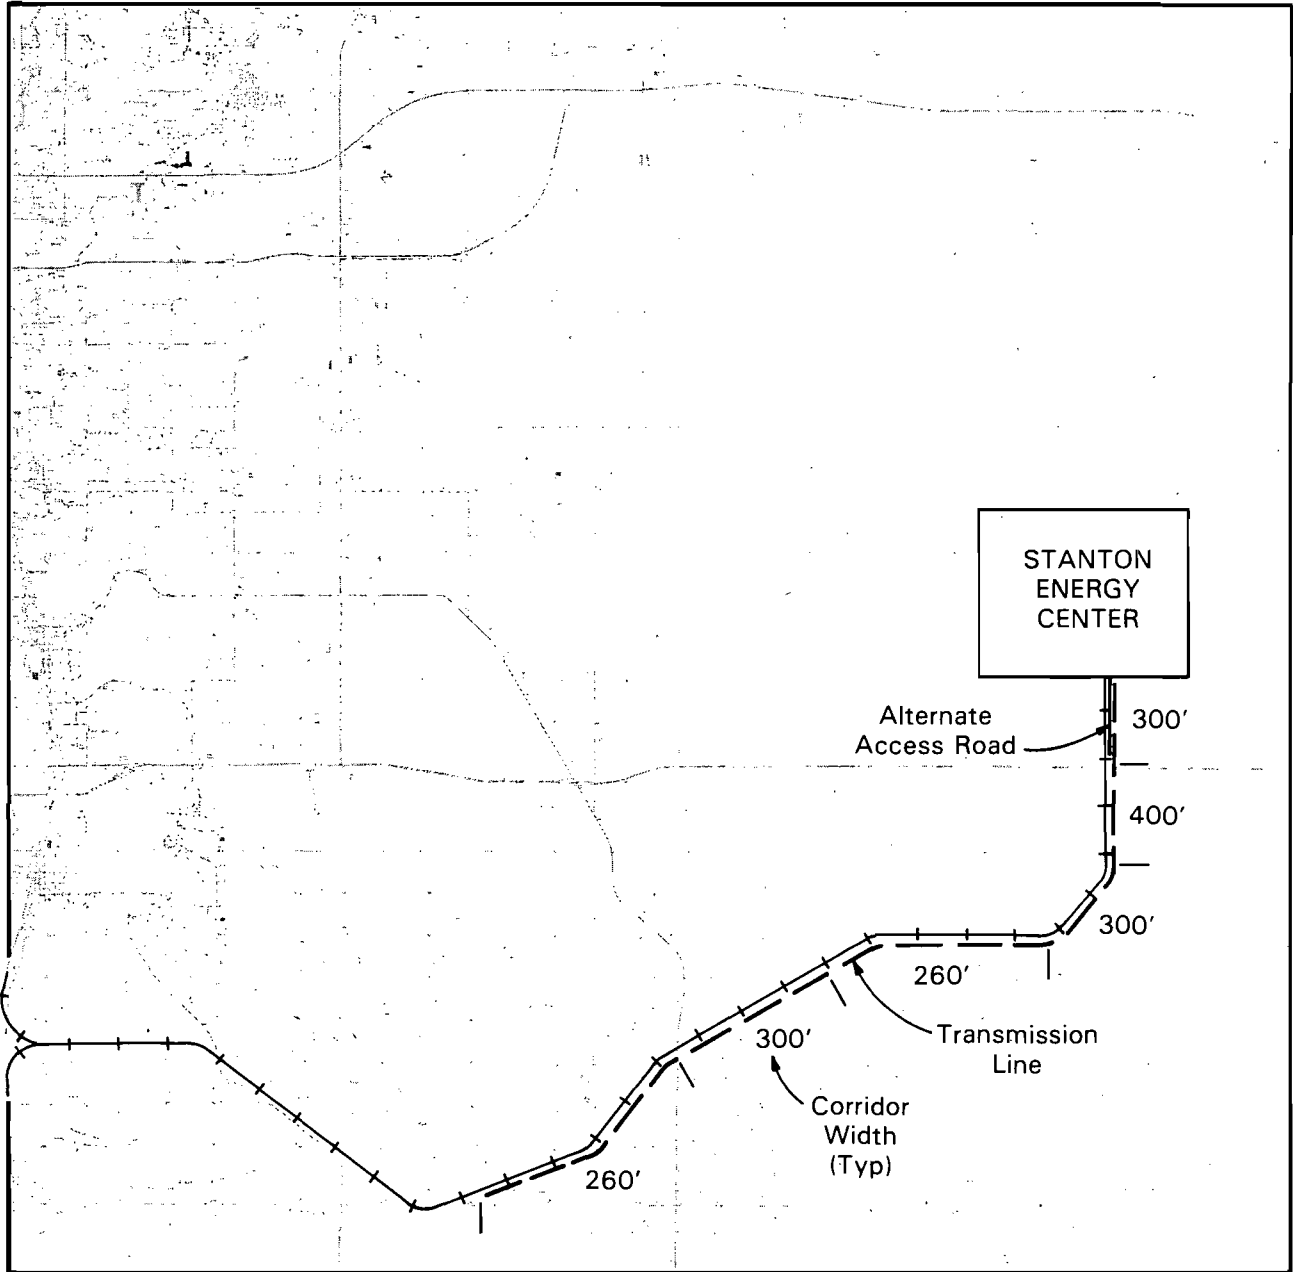 STANTON
ENERGY
CENTER
Alternate
Access Road
300'
400'
300'
260'
Transmission
Line
300'
Corridor
Width
(Typ)
260'